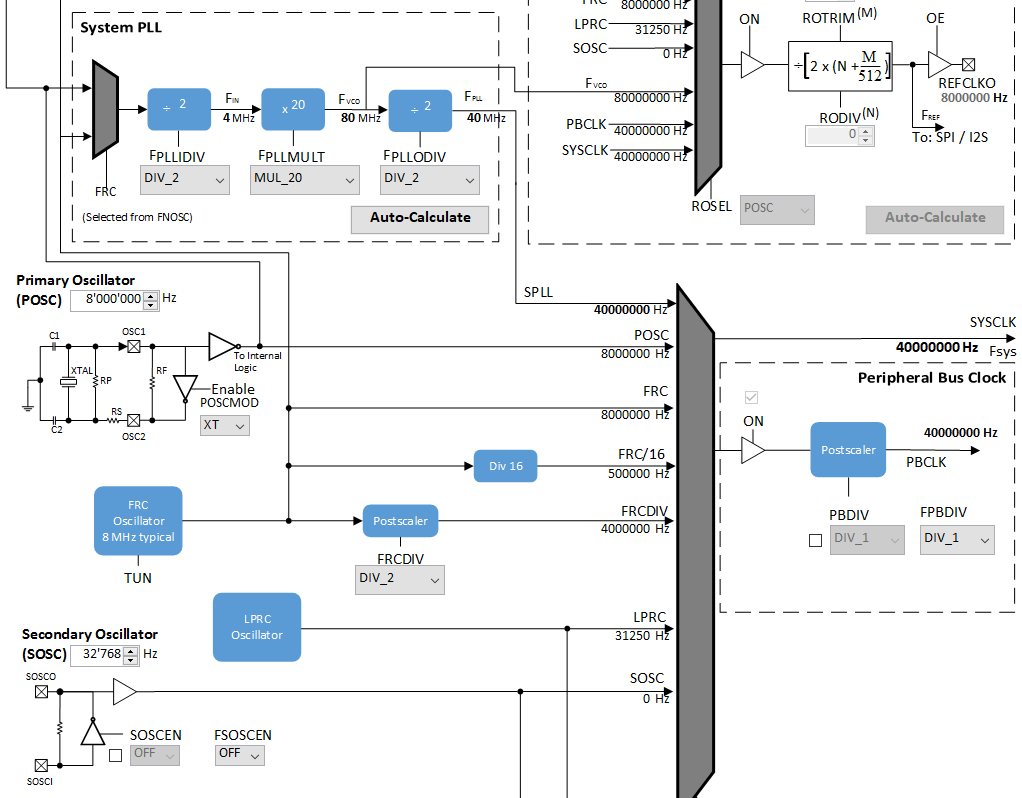 System PLL
÷ 2
FIN
4 MHz
x 20
FVCO
80 MHz
÷ 2
FPLL
40 MHz
FPLLIDIV
DIV_2
FPLLMULT
MUL_20
FPLLODIV
DIV_2
FRC
(Selected from FNOSC)
Auto-Calculate
8000000 Hz
LPRC
31250 Hz
SOSC
0 Hz
FVCO
80000000 Hz
PBCLK
40000000 Hz
SYSCLK
40000000 Hz
ROSEL
POSC
ON
ROTRIM (M)
÷[2 x (N + M/512)]
OE
REFCLKO
8000000 Hz
FREF
To: SPI / I2S
RODIV (N)
0
Auto-Calculate
Primary Oscillator
(POSC) 8'000'000 Hz
C1
OSC1
XTAL
RP
RF
RS
C2
OSC2
To Internal
Logic
Enable
POSCMOD
XT
SPLL
40000000 Hz
POSC
8000000 Hz
FRC
8000000 Hz
Div 16
FRC/16
500000 Hz
FRC
Oscillator
8 MHz typical
TUN
Postscaler
FRCDIV
DIV_2
FRCDIV
4000000 Hz
LPRC
Oscillator
LPRC
31250 Hz
Secondary Oscillator
(SOSC) 32'768 Hz
SOSCO
SOSCI
SOSCEN
OFF
FSOSCEN
OFF
SOSC
0 Hz
SYSCLK
40000000 Hz Fsys
Peripheral Bus Clock
ON
Postscaler
40000000 Hz
PBCLK
PBDIV
DIV_1
FPBDIV
DIV_1